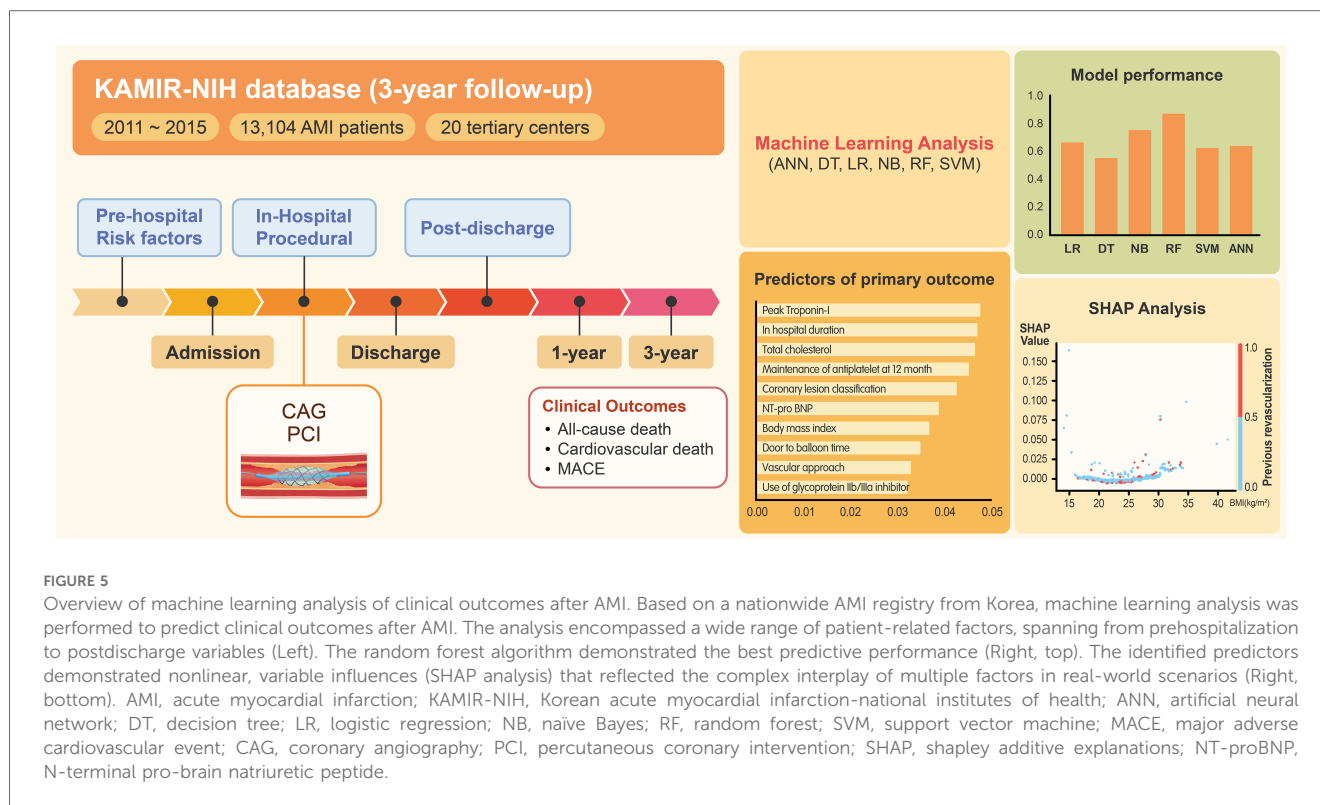 KAMIR-NIH database (3-year follow-up)
2011 ~ 2015
13,104 AMI patients
20 tertiary centers
Pre-hospital
Risk factors
In-Hospital
Procedural
Post-discharge
Admission
Discharge
1-year
3-year
CAG
PCI
Clinical Outcomes
• All-cause death
• Cardiovascular death
• MACE
Machine Learning Analysis
(ANN, DT, LR, NB, RF, SVM)
Predictors of primary outcome
Peak Troponin-I
In hospital duration
Total cholesterol
Maintenance of antiplatelet at 12 month
Coronary lesion classification
NT-pro BNP
Body mass index
Door to balloon time
Vascular approach
Use of glycoprotein IIb/IIIa inhibitor
0.00 0.01 0.02 0.03 0.04 0.05
Model performance
1.0
0.8
0.6
0.4
0.2
0.0
LR DT NB RF SVM ANN
SHAP Analysis
SHAP
Value
0.150
0.125
0.100
0.075
0.050
0.025
0.000
15 20 25 30 35 40 BMI(kg/m²)
1.0
0.5
0.0
Previous revascularization
FIGURE 5
Overview of machine learning analysis of clinical outcomes after AMI. Based on a nationwide AMI registry from Korea, machine learning analysis was
performed to predict clinical outcomes after AMI. The analysis encompassed a wide range of patient-related factors, spanning from prehospitalization
to postdischarge variables (Left). The random forest algorithm demonstrated the best predictive performance (Right, top). The identified predictors
demonstrated nonlinear, variable influences (SHAP analysis) that reflected the complex interplay of multiple factors in real-world scenarios (Right,
bottom). AMI, acute myocardial infarction; KAMIR-NIH, Korean acute myocardial infarction-national institutes of health; ANN, artificial neural
network; DT, decision tree; LR, logistic regression; NB, naïve Bayes; RF, random forest; SVM, support vector machine; MACE, major adverse
cardiovascular event; CAG, coronary angiography; PCI, percutaneous coronary intervention; SHAP, shapley additive explanations; NT-proBNP,
N-terminal pro-brain natriuretic peptide.